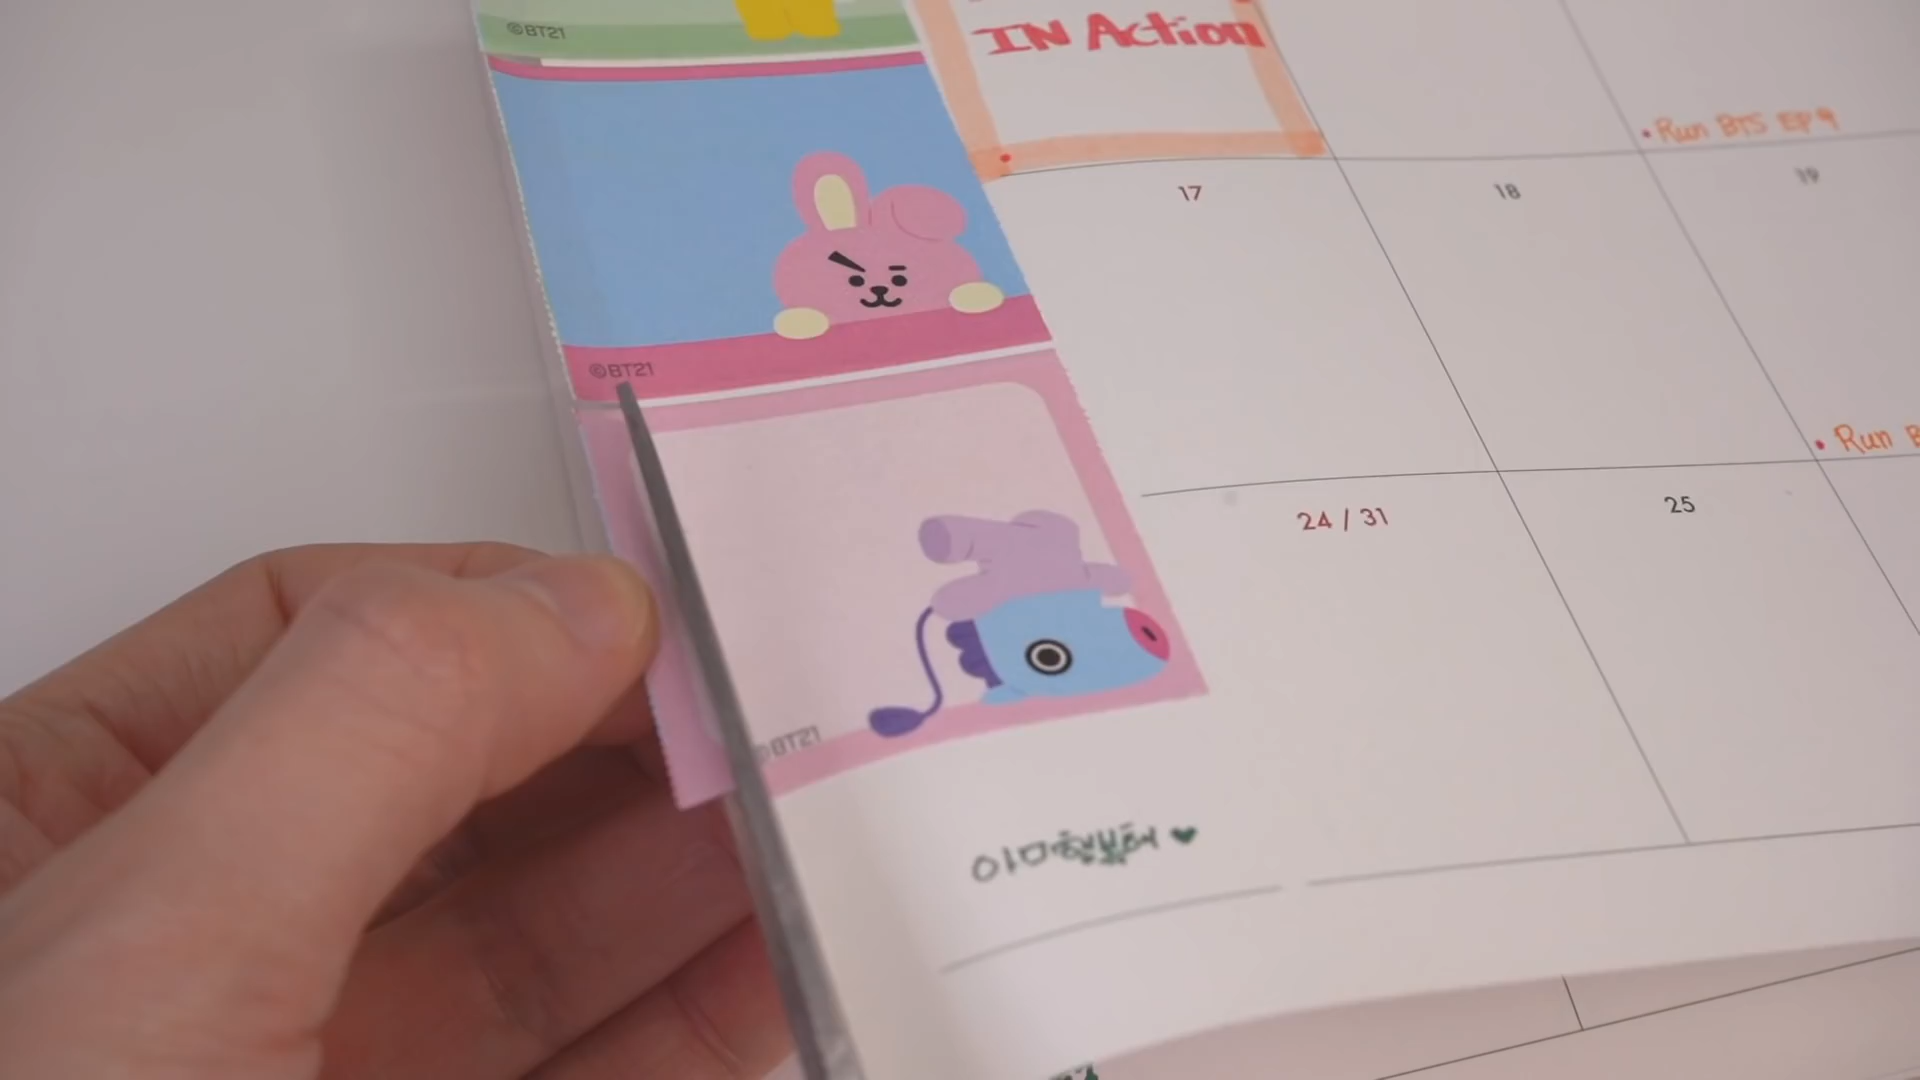 ©BT21
IN Action
• Run BTS EP 9
17
18
19
©BT21
• Run B
24 / 31
25
©BT21
이미행복해 ♥